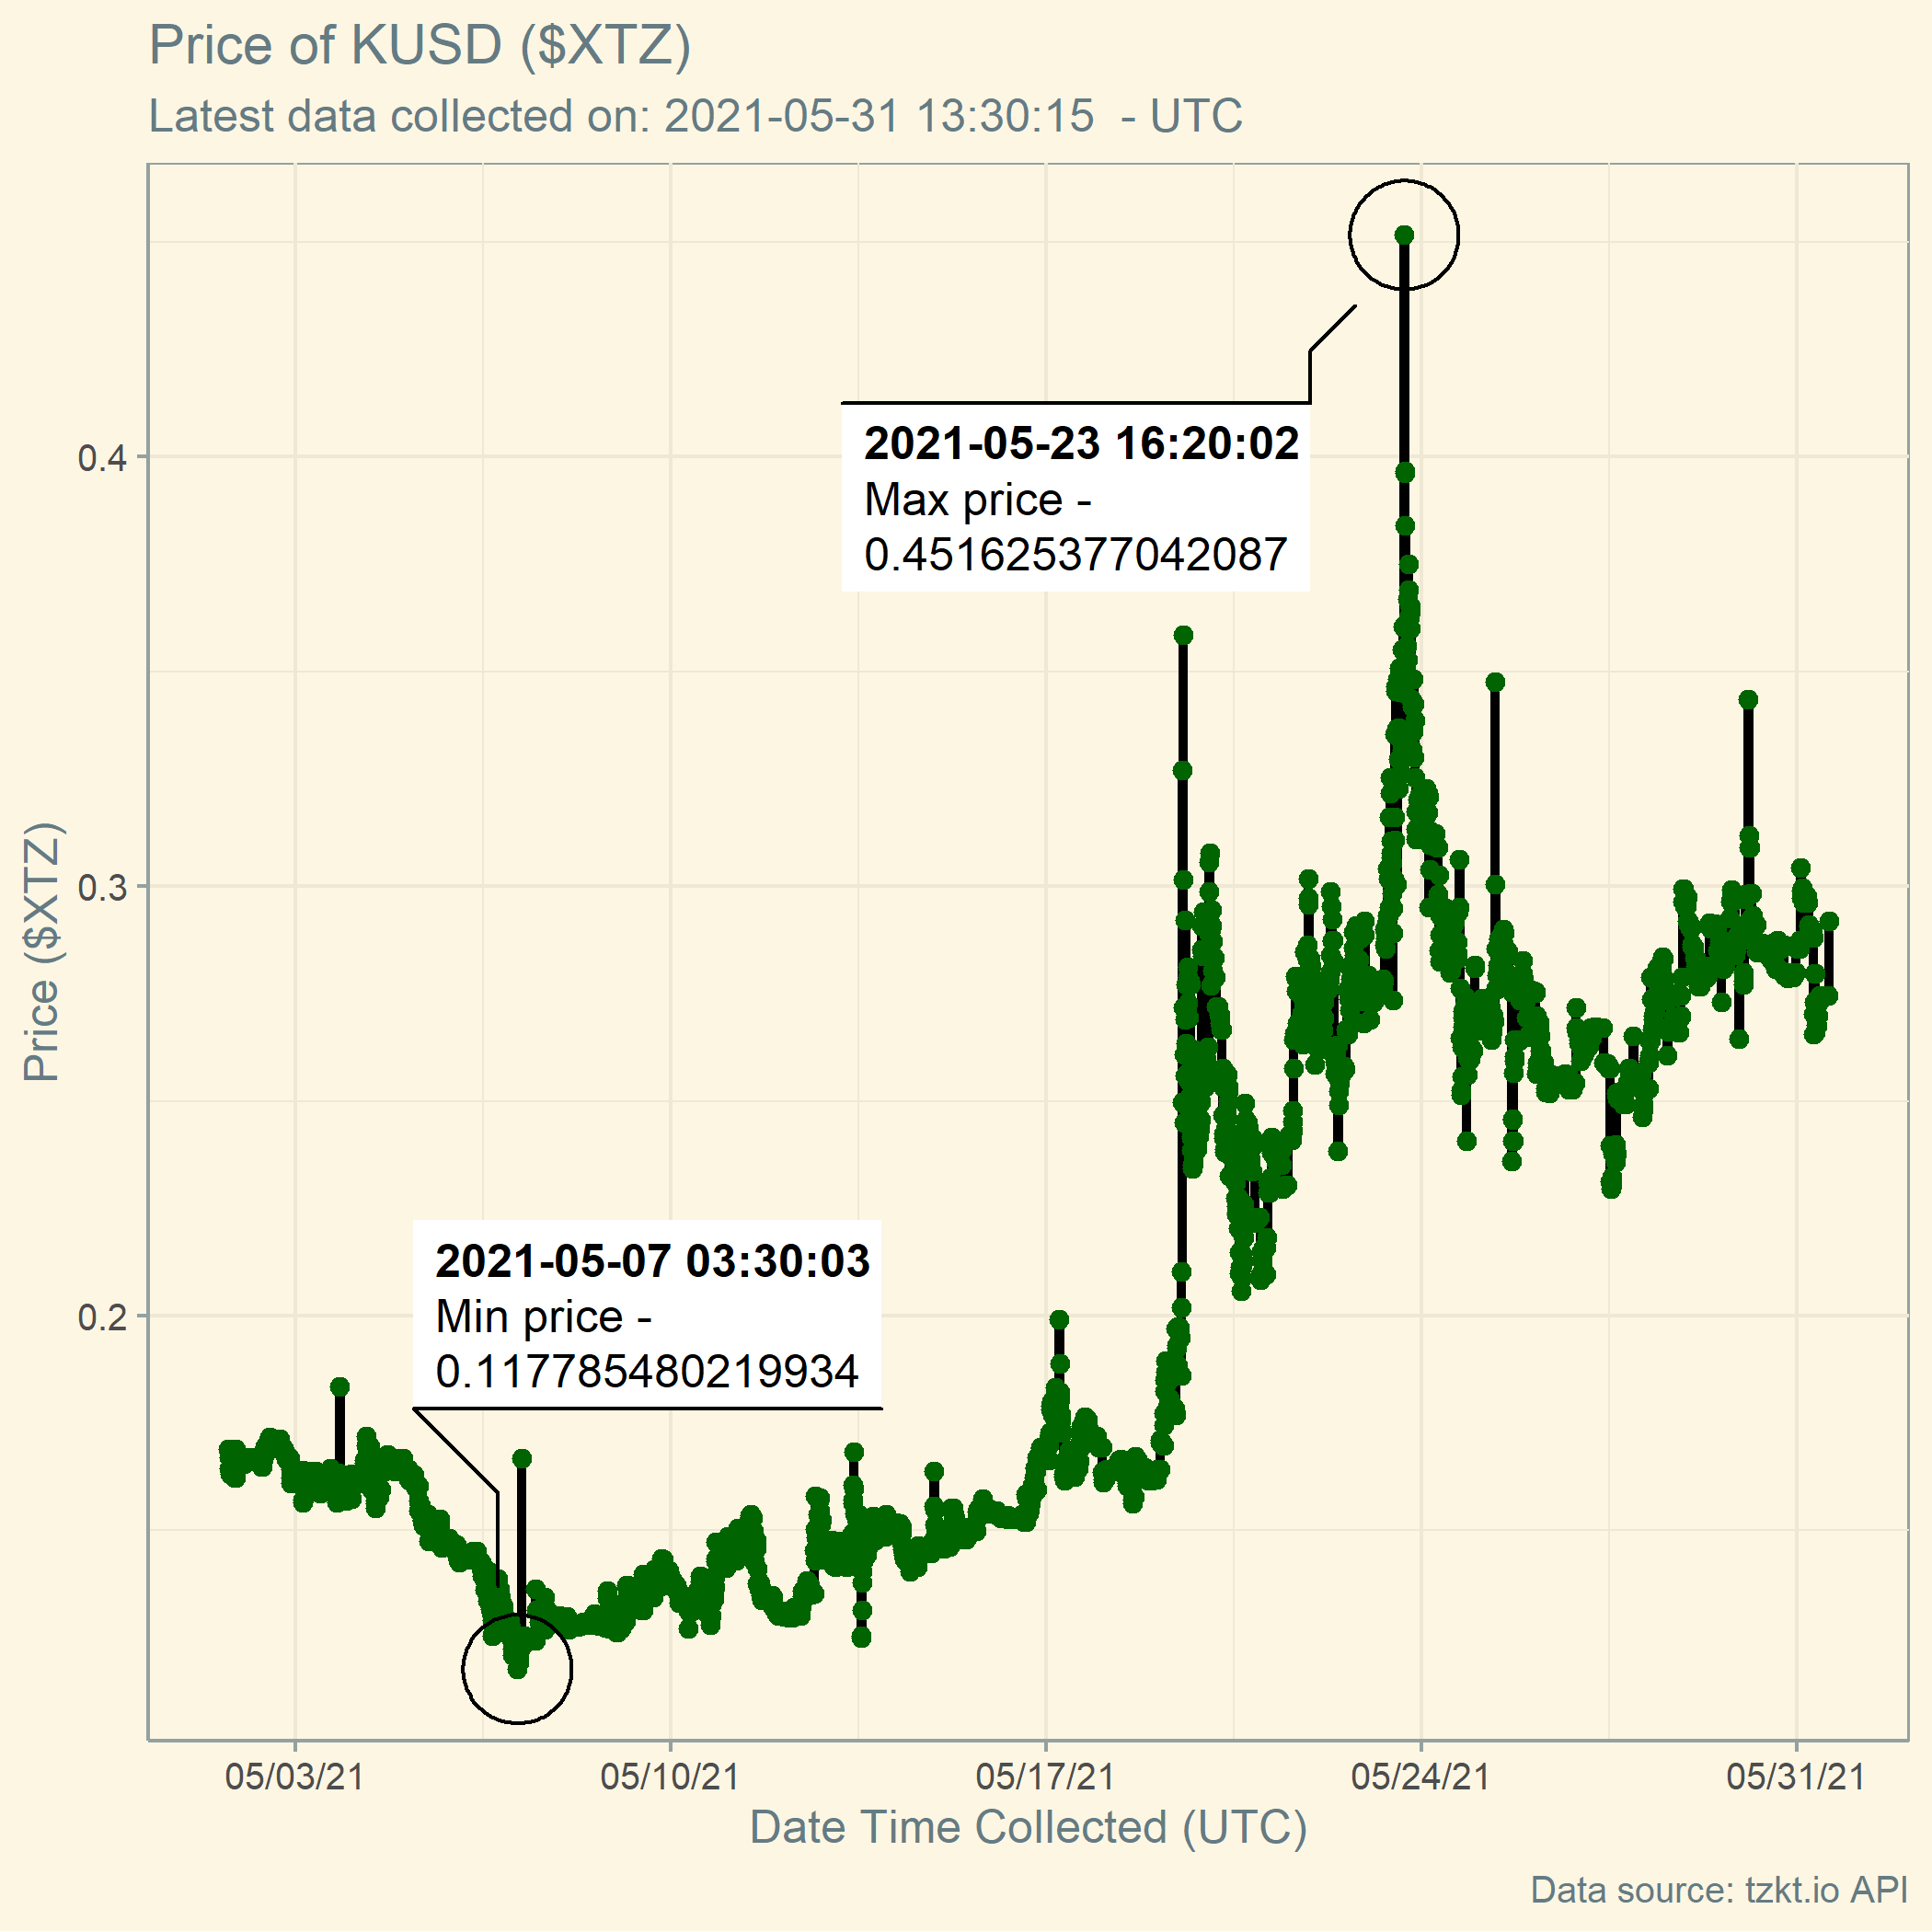 Price of KUSD ($XTZ)
Latest data collected on: 2021-05-31 13:30:15  - UTC
2021-05-23 16:20:02
Max price -
0.451625377042087
0.4
0.3
0.2
Price ($XTZ)
2021-05-07 03:30:03
Min price -
0.117785480219934
05/03/21
05/10/21
05/17/21
05/24/21
05/31/21
Date Time Collected (UTC)
Data source: tzkt.io API